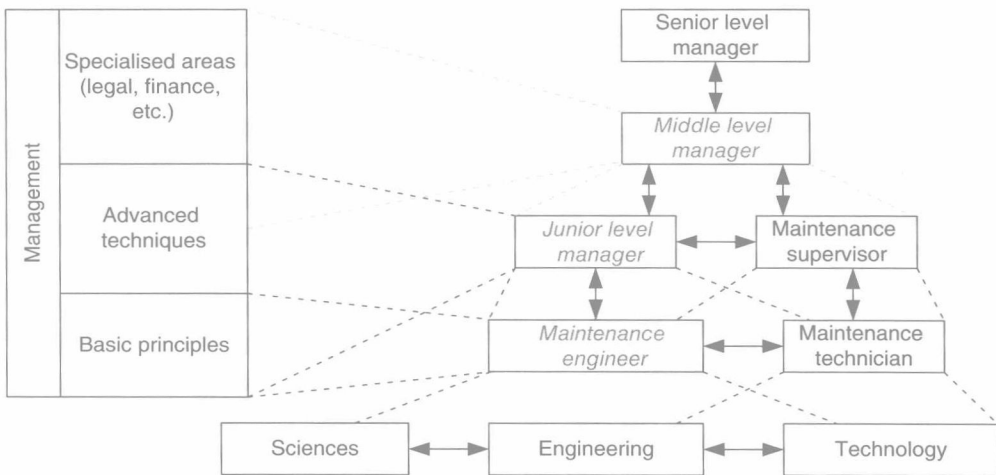 Senior level
manager
Specialised areas
(legal, finance,
etc.)
Middle level
manager
Management
Advanced
techniques
Junior level
manager
Maintenance
supervisor
Basic principles
Maintenance
engineer
Maintenance
technician
Sciences
Engineering
Technology